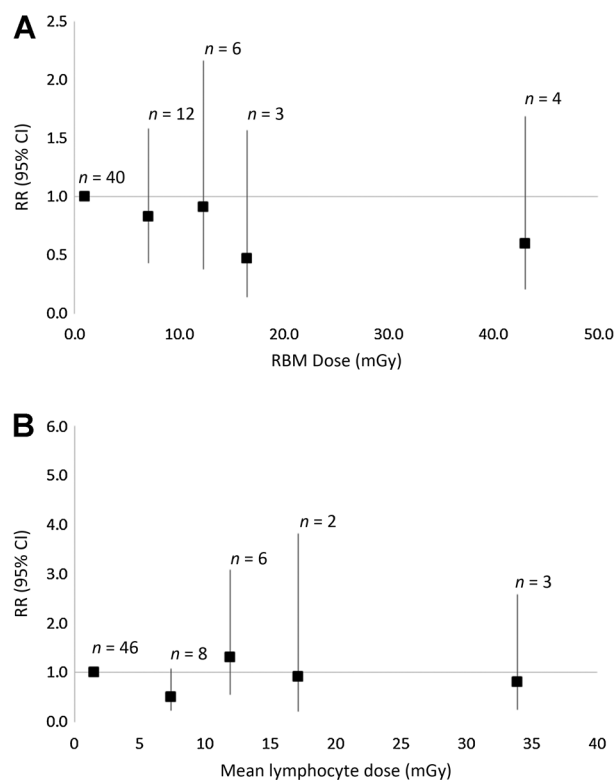 A
RR (95% CI)
2.5
2.0
1.5
1.0
0.5
0.0
n = 40
n = 12
n = 6
n = 3
n = 4
0.0 10.0 20.0 30.0 40.0 50.0
RBM Dose (mGy)
B
RR (95% CI)
6.0
5.0
4.0
3.0
2.0
1.0
0.0
n = 46
n = 8
n = 6
n = 2
n = 3
0 5 10 15 20 25 30 35 40
Mean lymphocyte dose (mGy)